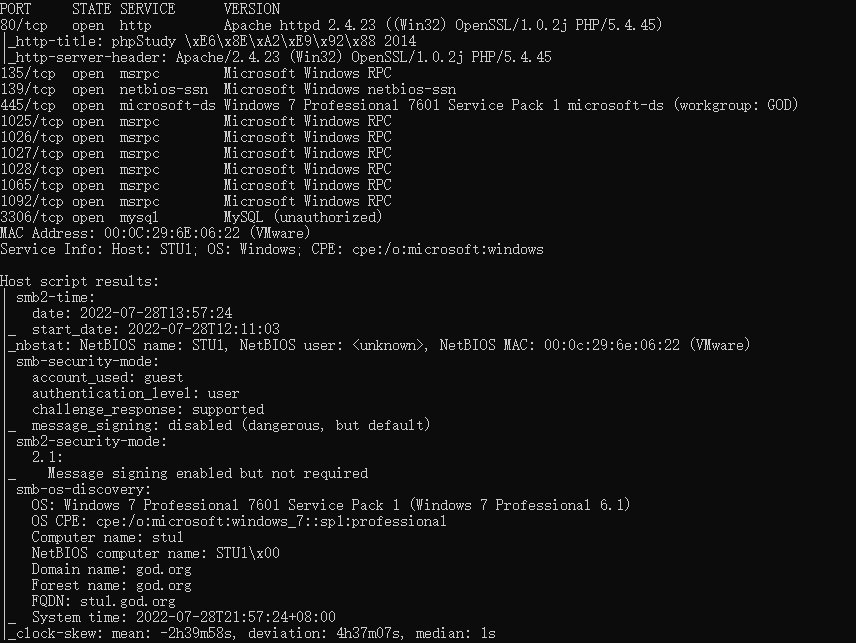 PORT     STATE SERVICE      VERSION
80/tcp   open  http         Apache httpd 2.4.23 ((Win32) OpenSSL/1.0.2j PHP/5.4.45)
|_http-title: phpStudy \xE6\x8E\xA2\xE9\x92\x88 2014
|_http-server-header: Apache/2.4.23 (Win32) OpenSSL/1.0.2j PHP/5.4.45
135/tcp  open  msrpc        Microsoft Windows RPC
139/tcp  open  netbios-ssn  Microsoft Windows netbios-ssn
445/tcp  open  microsoft-ds Windows 7 Professional 7601 Service Pack 1 microsoft-ds (workgroup: GOD)
1025/tcp open  msrpc        Microsoft Windows RPC
1026/tcp open  msrpc        Microsoft Windows RPC
1027/tcp open  msrpc        Microsoft Windows RPC
1028/tcp open  msrpc        Microsoft Windows RPC
1065/tcp open  msrpc        Microsoft Windows RPC
1092/tcp open  msrpc        Microsoft Windows RPC
3306/tcp open  mysql        MySQL (unauthorized)
MAC Address: 00:0C:29:6E:06:22 (VMware)
Service Info: Host: STU1; OS: Windows; CPE: cpe:/o:microsoft:windows

Host script results:
| smb2-time:
|   date: 2022-07-28T13:57:24
|_  start_date: 2022-07-28T12:11:03
|_nbstat: NetBIOS name: STU1, NetBIOS user: <unknown>, NetBIOS MAC: 00:0c:29:6e:06:22 (VMware)
| smb-security-mode:
|   account_used: guest
|   authentication_level: user
|   challenge_response: supported
|_  message_signing: disabled (dangerous, but default)
| smb2-security-mode:
|   2.1:
|_    Message signing enabled but not required
| smb-os-discovery:
|   OS: Windows 7 Professional 7601 Service Pack 1 (Windows 7 Professional 6.1)
|   OS CPE: cpe:/o:microsoft:windows_7::sp1:professional
|   Computer name: stu1
|   NetBIOS computer name: STU1\x00
|   Domain name: god.org
|   Forest name: god.org
|   FQDN: stu1.god.org
|_  System time: 2022-07-28T21:57:24+08:00
|_clock-skew: mean: -2h39m58s, deviation: 4h37m07s, median: 1s